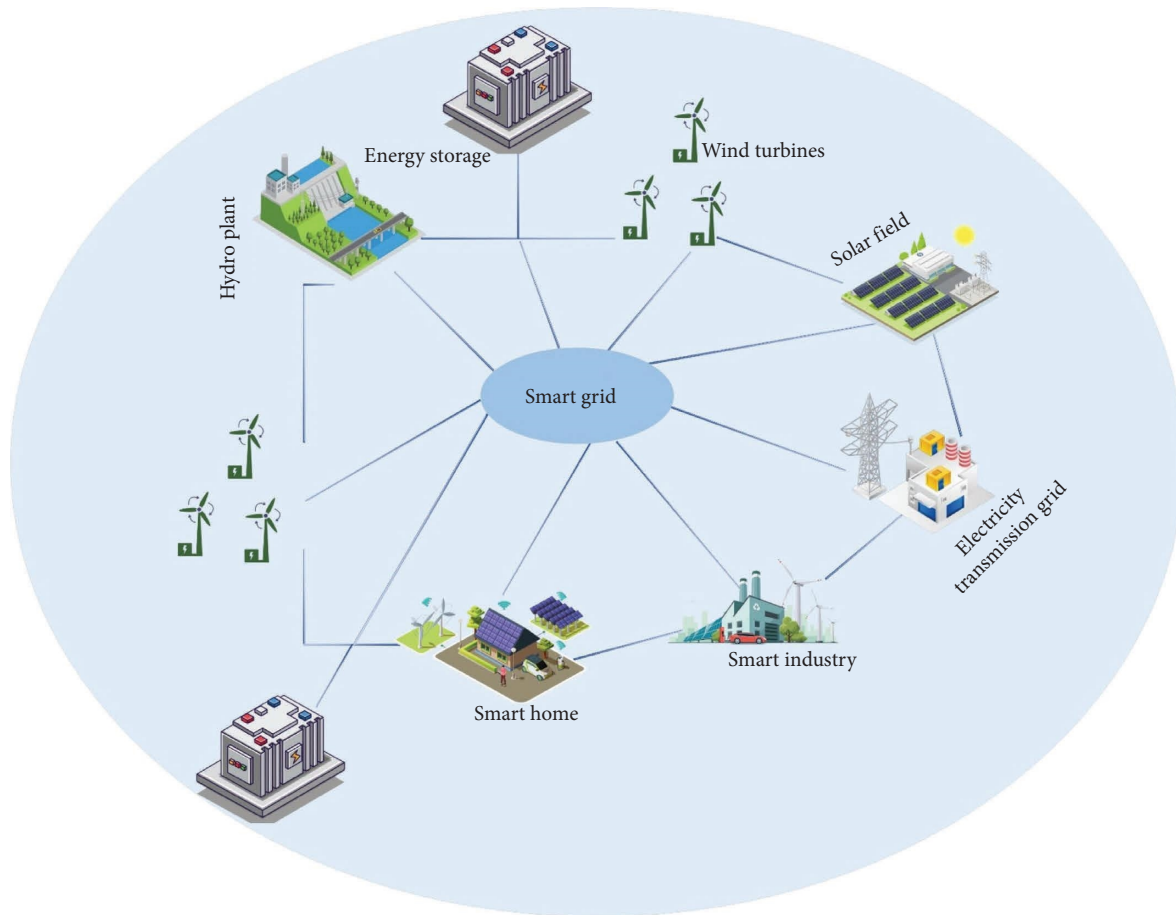 Energy storage
Wind turbines
Hydro plant
Solar field
Smart grid
Electricity
transmission grid
Smart industry
Smart home